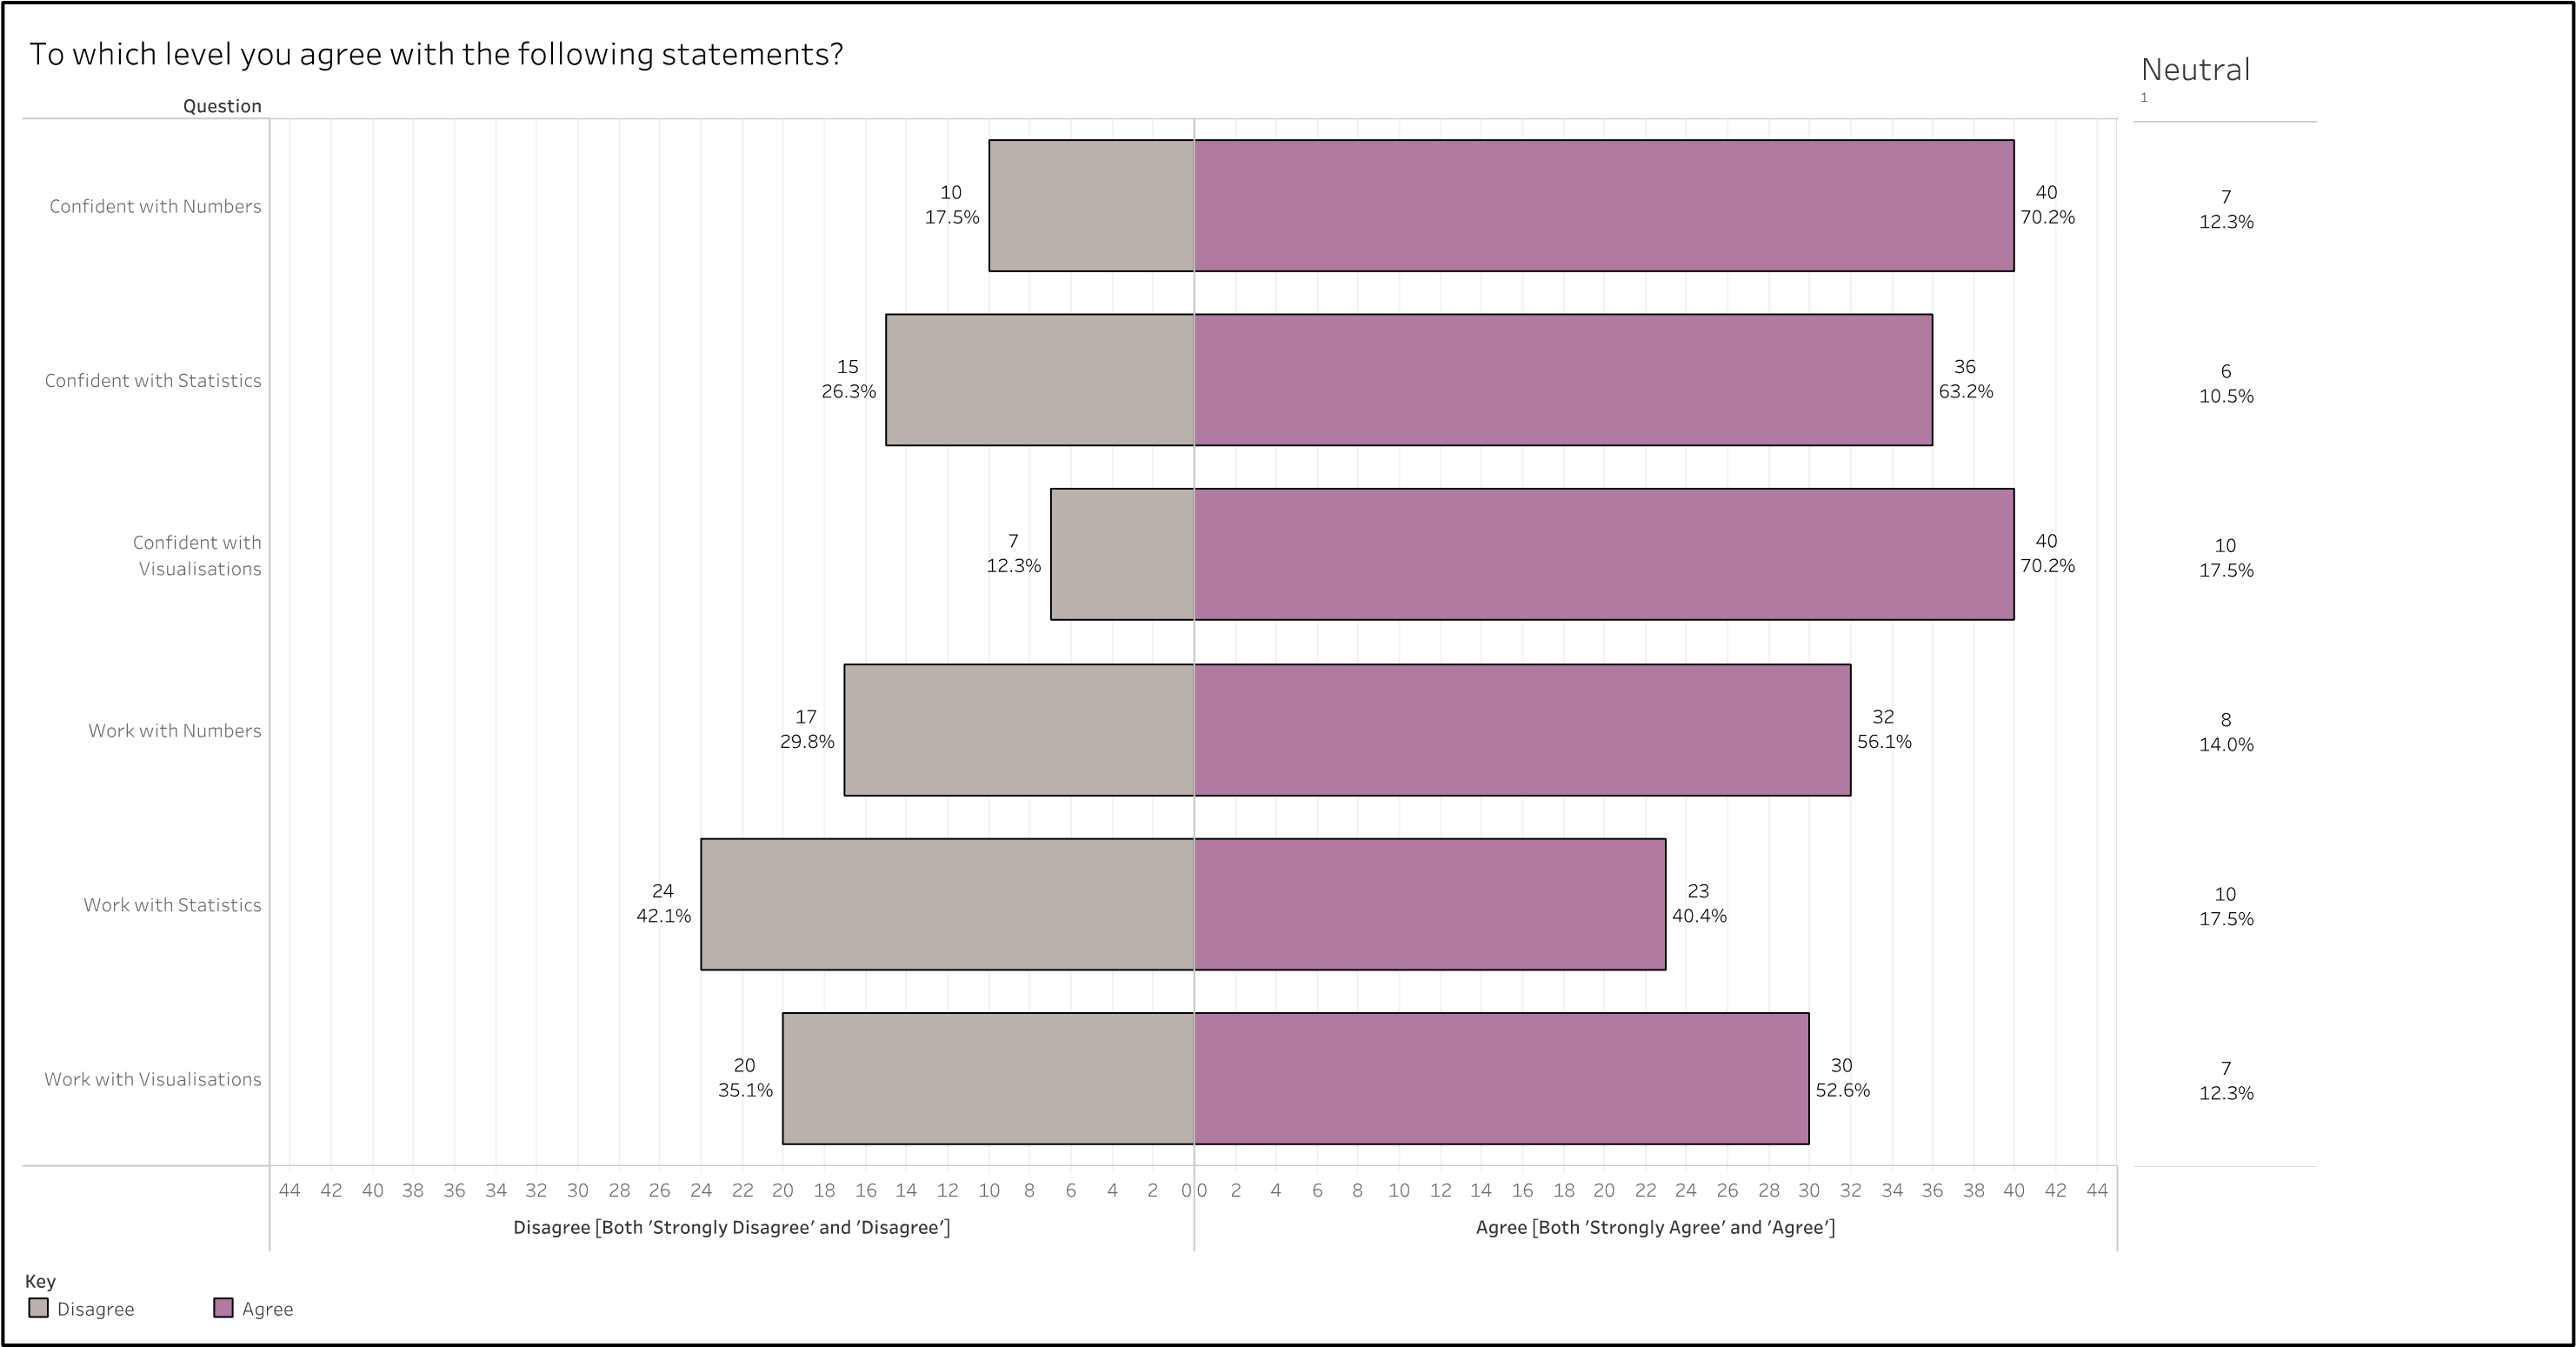 To which level you agree with the following statements?
Neutral
1
Question
Confident with Numbers
10
17.5%
40
70.2%
7
12.3%
Confident with Statistics
15
26.3%
36
63.2%
6
10.5%
Confident with
Visualisations
7
12.3%
40
70.2%
10
17.5%
Work with Numbers
17
29.8%
32
56.1%
8
14.0%
Work with Statistics
24
42.1%
23
40.4%
10
17.5%
Work with Visualisations
20
35.1%
30
52.6%
7
12.3%
44 42 40 38 36 34 32 30 28 26 24 22 20 18 16 14 12 10 8 6 4 2 0 0 2 4 6 8 10 12 14 16 18 20 22 24 26 28 30 32 34 36 38 40 42 44
Disagree [Both 'Strongly Disagree' and 'Disagree'] Agree [Both 'Strongly Agree' and 'Agree']
Key
Disagree Agree